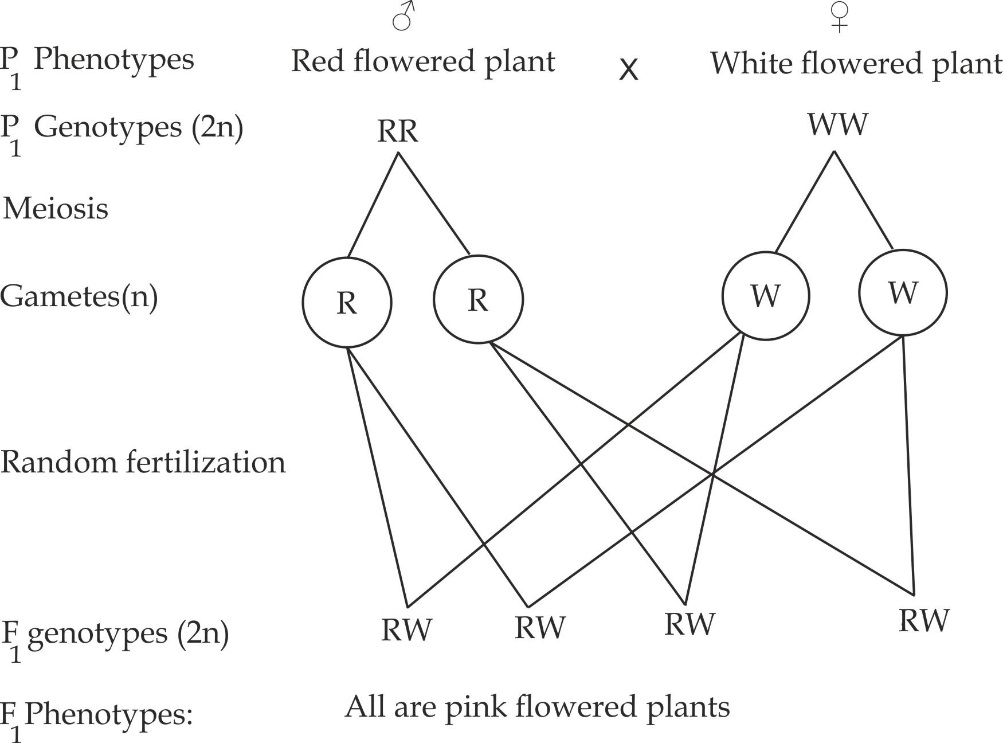 ♂ ♀
P1 Phenotypes Red flowered plant x White flowered plant
P1 Genotypes (2n) RR WW
Meiosis
Gametes(n) R R W W
Random fertilization
F1 genotypes (2n) RW RW RW RW
F1 Phenotypes: All are pink flowered plants